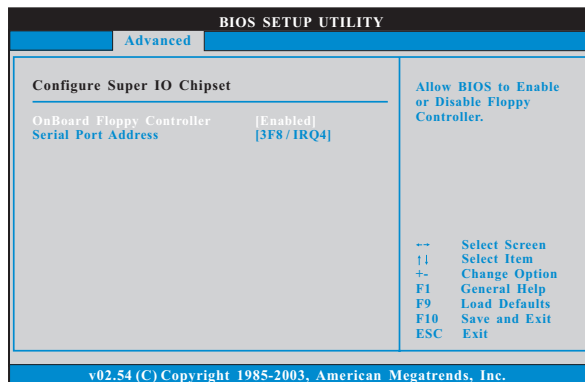 BIOS SETUP UTILITY
Advanced
Configure Super IO Chipset
OnBoard Floppy Controller [Enabled]
Serial Port Address [3F8 / IRQ4]
Allow BIOS to Enable
or Disable Floppy
Controller.
←→ Select Screen
↑↓ Select Item
+- Change Option
F1 General Help
F9 Load Defaults
F10 Save and Exit
ESC Exit
v02.54 (C) Copyright 1985-2003, American Megatrends, Inc.